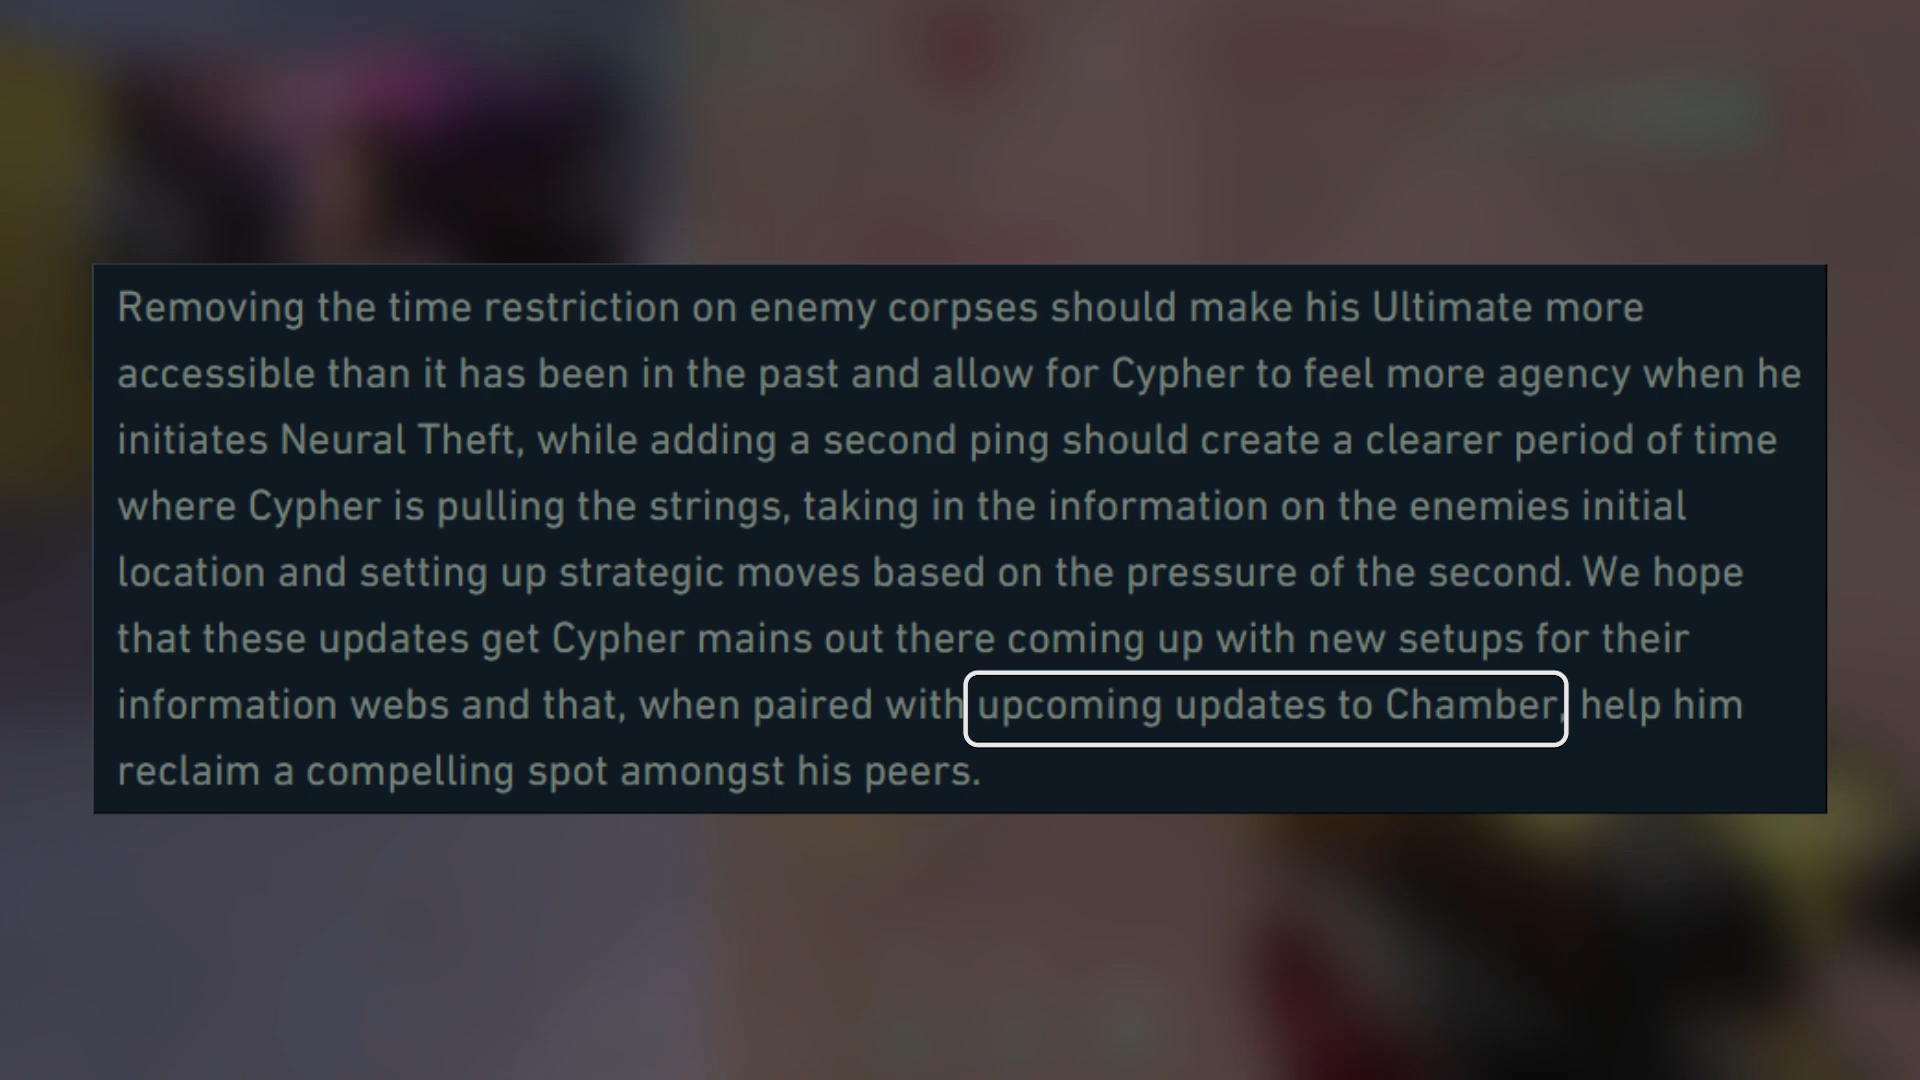 Removing the time restriction on enemy corpses should make his Ultimate more
accessible than it has been in the past and allow for Cypher to feel more agency when he
initiates Neural Theft, while adding a second ping should create a clearer period of time
where Cypher is pulling the strings, taking in the information on the enemies initial
location and setting up strategic moves based on the pressure of the second. We hope
that these updates get Cypher mains out there coming up with new setups for their
information webs and that, when paired with upcoming updates to Chamber, help him
reclaim a compelling spot amongst his peers.